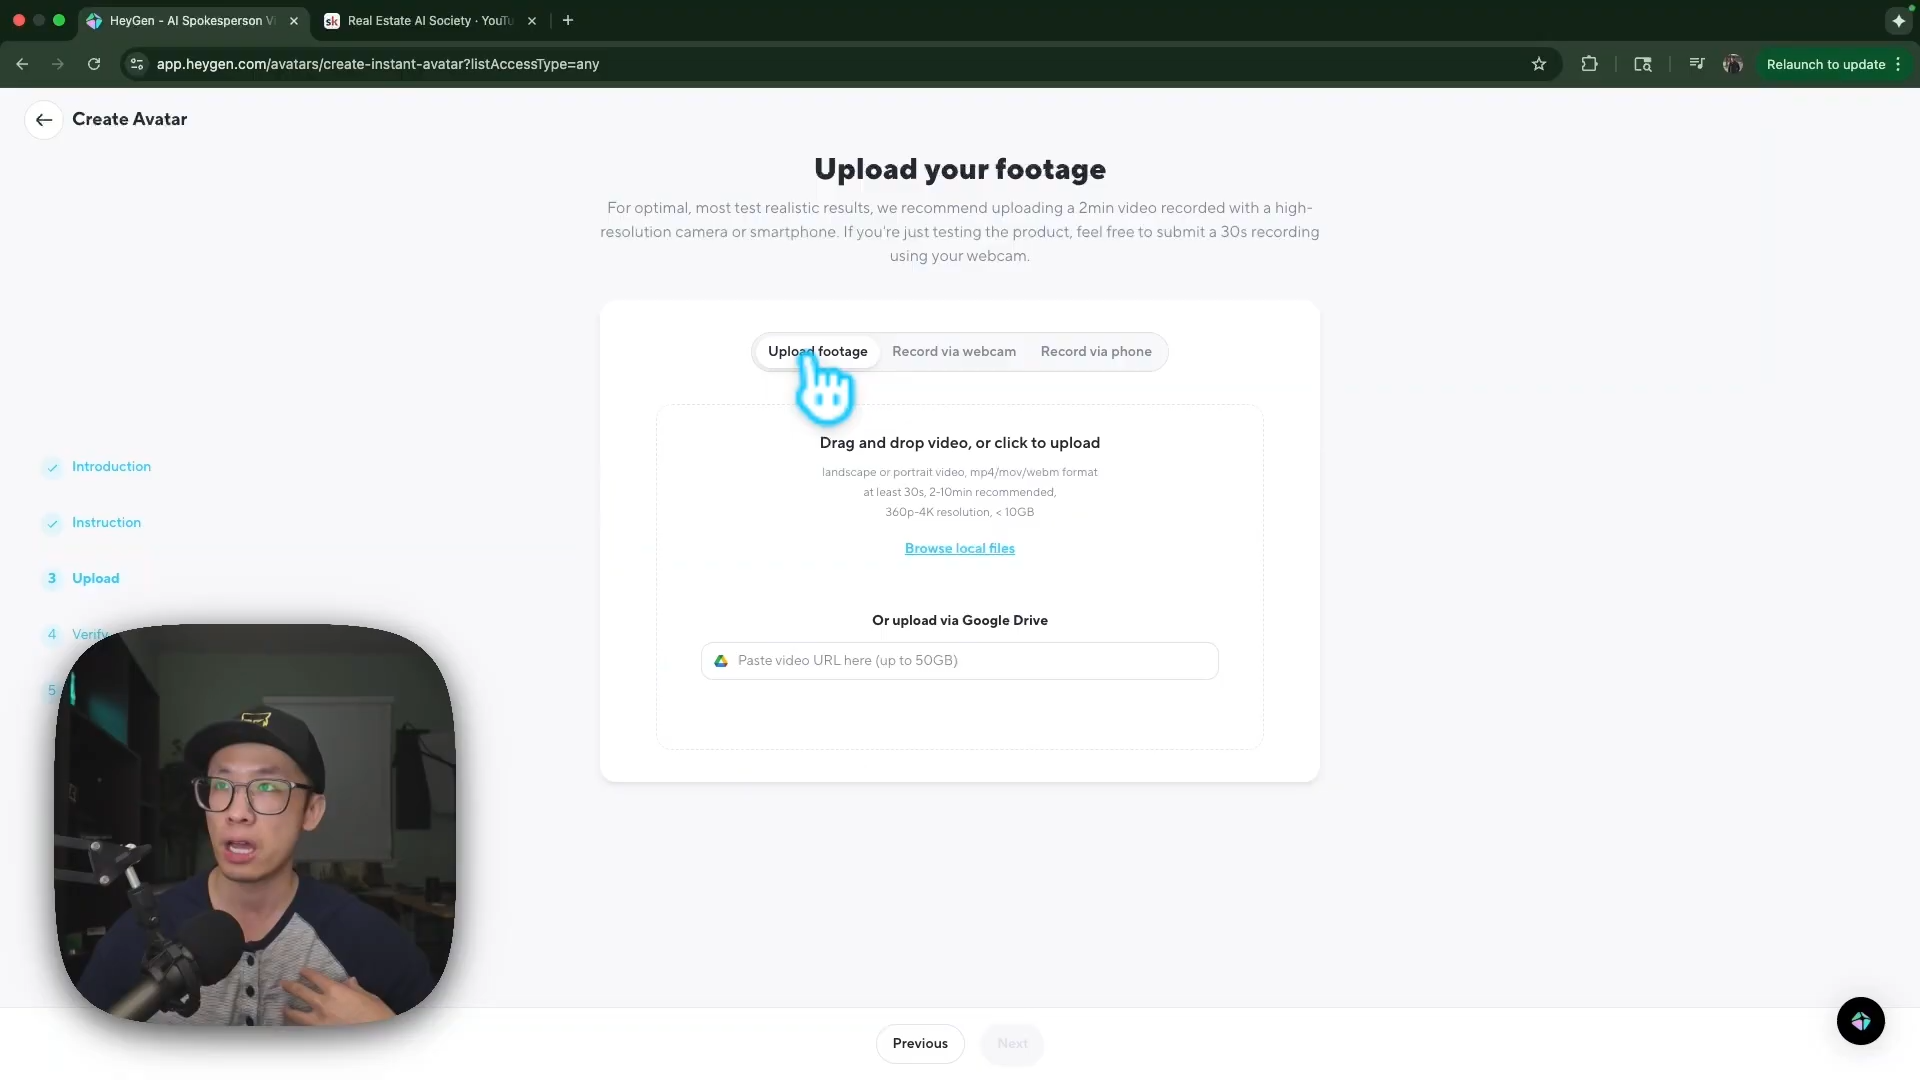 HeyGen - AI Spokesperson Vi
sk Real Estate AI Society · YouTu
app.heygen.com/avatars/create-instant-avatar?listAccessType=any
Relaunch to update
Create Avatar
Upload your footage
For optimal, most test realistic results, we recommend uploading a 2min video recorded with a high-
resolution camera or smartphone. If you're just testing the product, feel free to submit a 30s recording
using your webcam.
Upload footage Record via webcam Record via phone
Drag and drop video, or click to upload
landscape or portrait video, mp4/mov/webm format
at least 30s, 2-10min recommended,
360p-4K resolution, < 10GB
Browse local files
Or upload via Google Drive
Paste video URL here (up to 50GB)
Introduction
Instruction
3 Upload
4 Verify
5
Previous Next